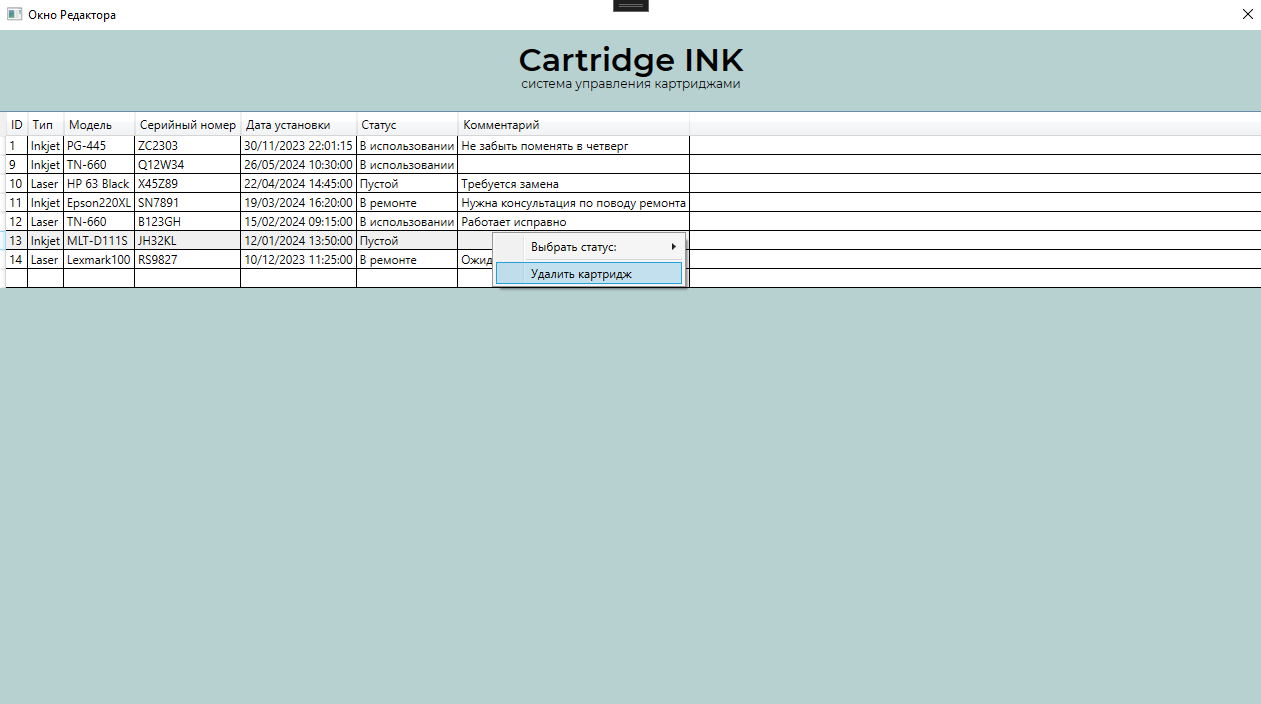 Окно Редактора
Cartridge INK
система управления картриджами
ID Тип Модель Серийный номер Дата установки Статус Комментарий
1 Inkjet PG-445 ZC2303 30/11/2023 22:01:15 В использовании Не забыть поменять в четверг
9 Inkjet TN-660 Q12W34 26/05/2024 10:30:00 В использовании
10 Laser HP 63 Black X45Z89 22/04/2024 14:45:00 Пустой Требуется замена
11 Inkjet Epson220XL SN7891 19/03/2024 16:20:00 В ремонте Нужна консультация по поводу ремонта
12 Laser TN-660 B123GH 15/02/2024 09:15:00 В использовании Работает исправно
13 Inkjet MLT-D111S JH32KL 12/01/2024 13:50:00 Пустой
Выбрать статус:
14 Laser Lexmark100 RS9827 10/12/2023 11:25:00 В ремонте
Удалить картридж